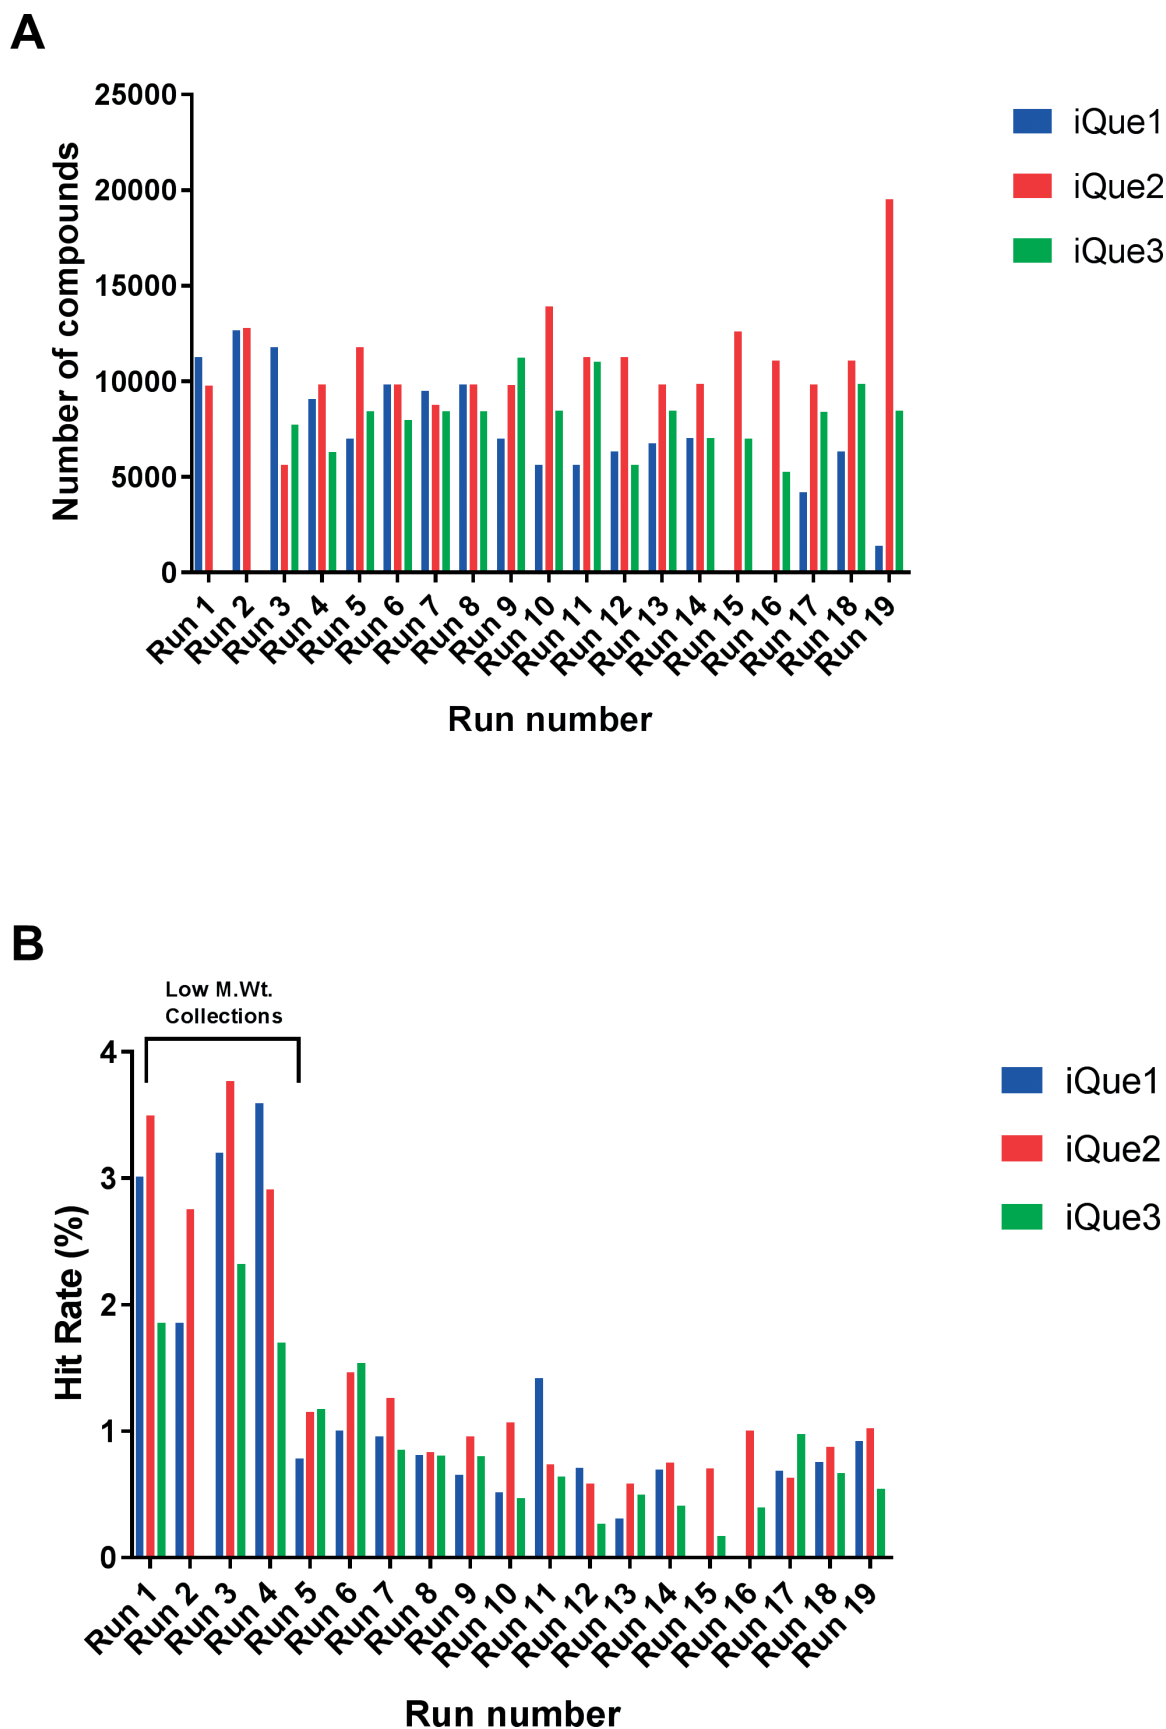 A
25000
20000
15000
10000
5000
0
Number of compounds
Run 1
Run 2
Run 3
Run 4
Run 5
Run 6
Run 7
Run 8
Run 9
Run 10
Run 11
Run 12
Run 13
Run 14
Run 15
Run 16
Run 17
Run 18
Run 19
Run number
iQue1
iQue2
iQue3
B
Low M.Wt.
Collections
4
3
2
1
0
Hit Rate (%)
Run 1
Run 2
Run 3
Run 4
Run 5
Run 6
Run 7
Run 8
Run 9
Run 10
Run 11
Run 12
Run 13
Run 14
Run 15
Run 16
Run 17
Run 18
Run 19
Run number
iQue1
iQue2
iQue3